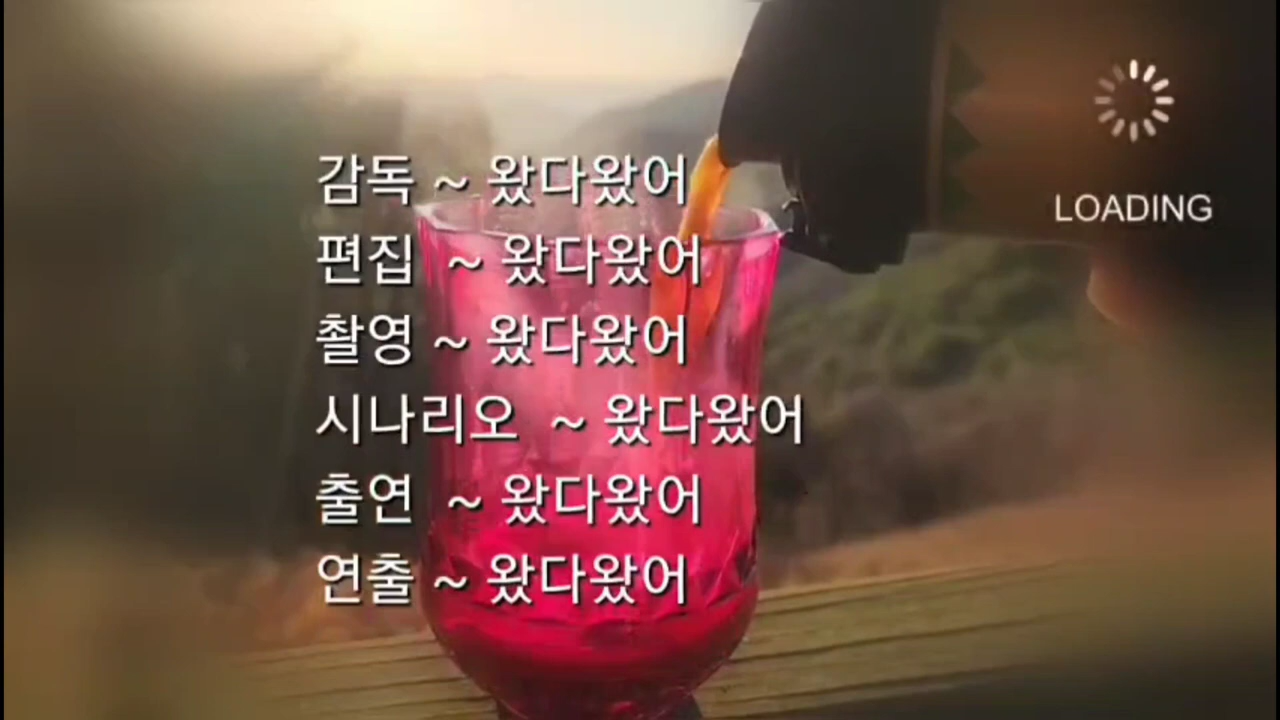 감독 ~ 왔다왔어
편집 ~ 왔다왔어
촬영 ~ 왔다왔어
시나리오 ~ 왔다왔어
출연 ~ 왔다왔어
연출 ~ 왔다왔어
LOADING